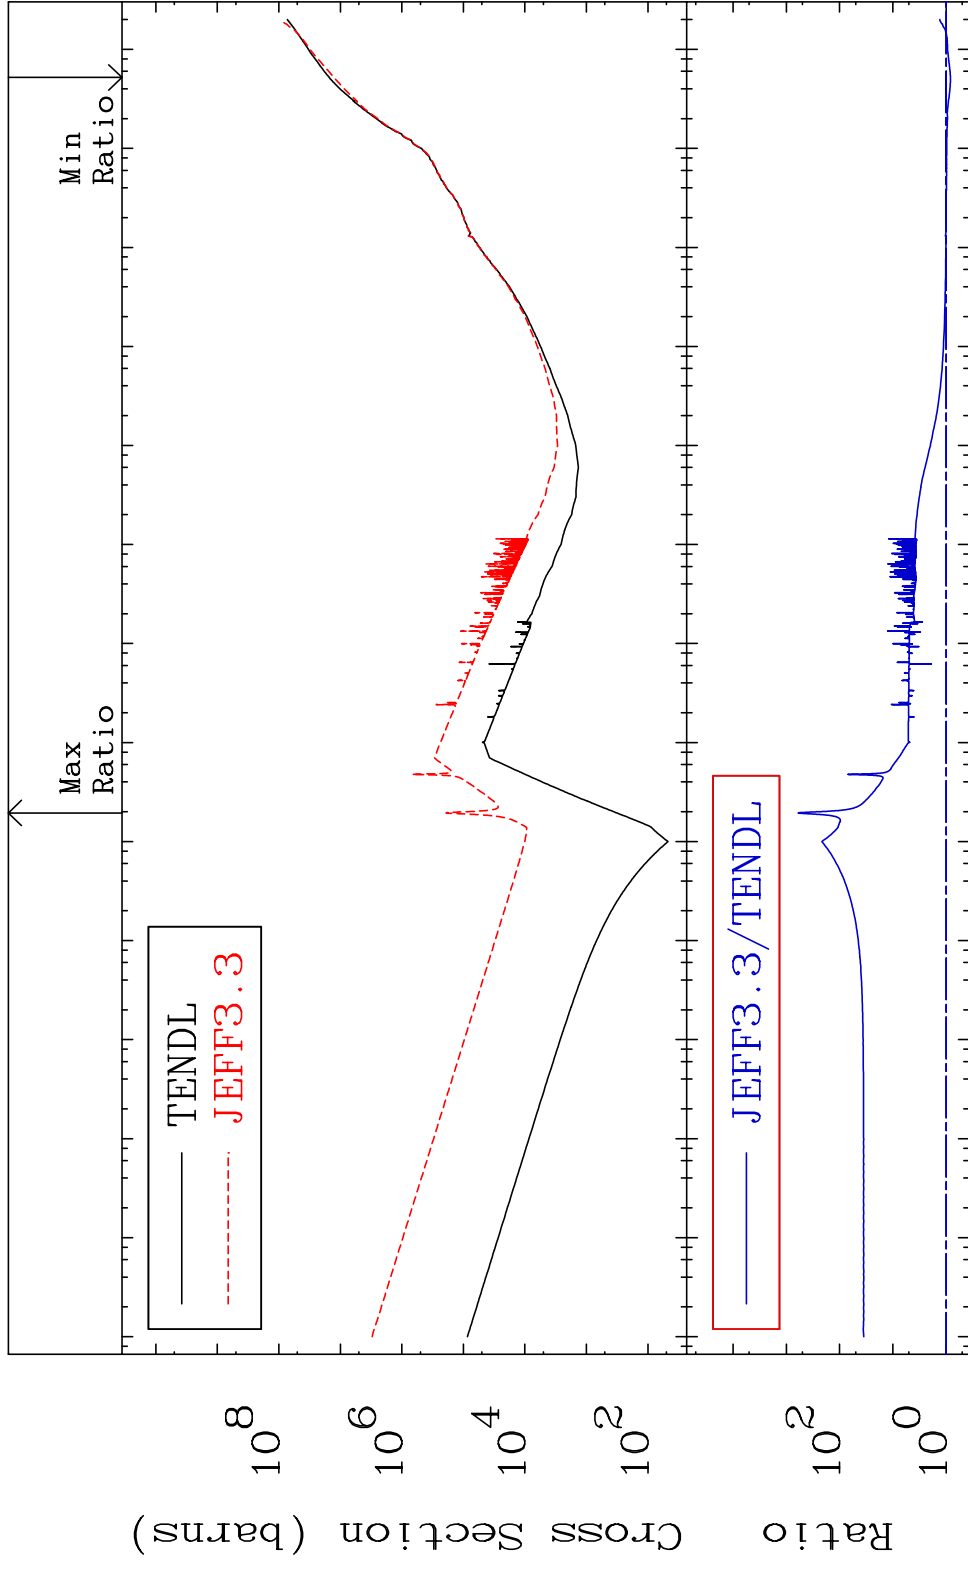 Min
Ratio
Max
Ratio
TENDL
JEFF3.3
10 8
10 6
10 4
10 2
Cross Section (barns)
JEFF3.3/TENDL
10 2
10 0
Ratio